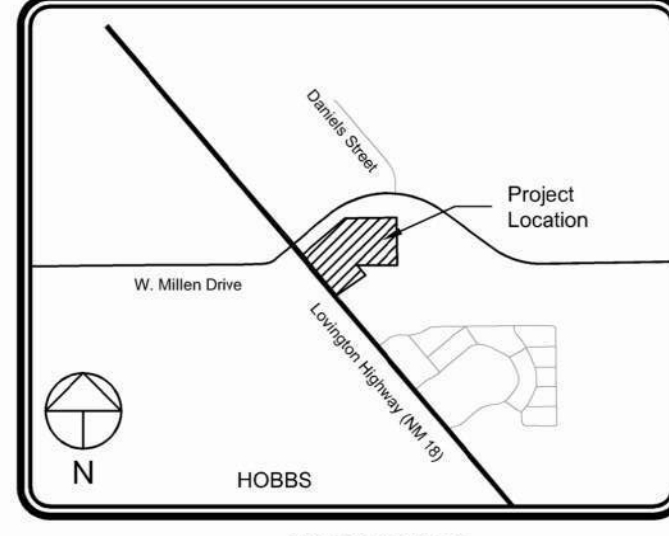 Daniels Street
Project
Location
W. Millen Drive
Lovington Highway (NM 18)
N
HOBBS